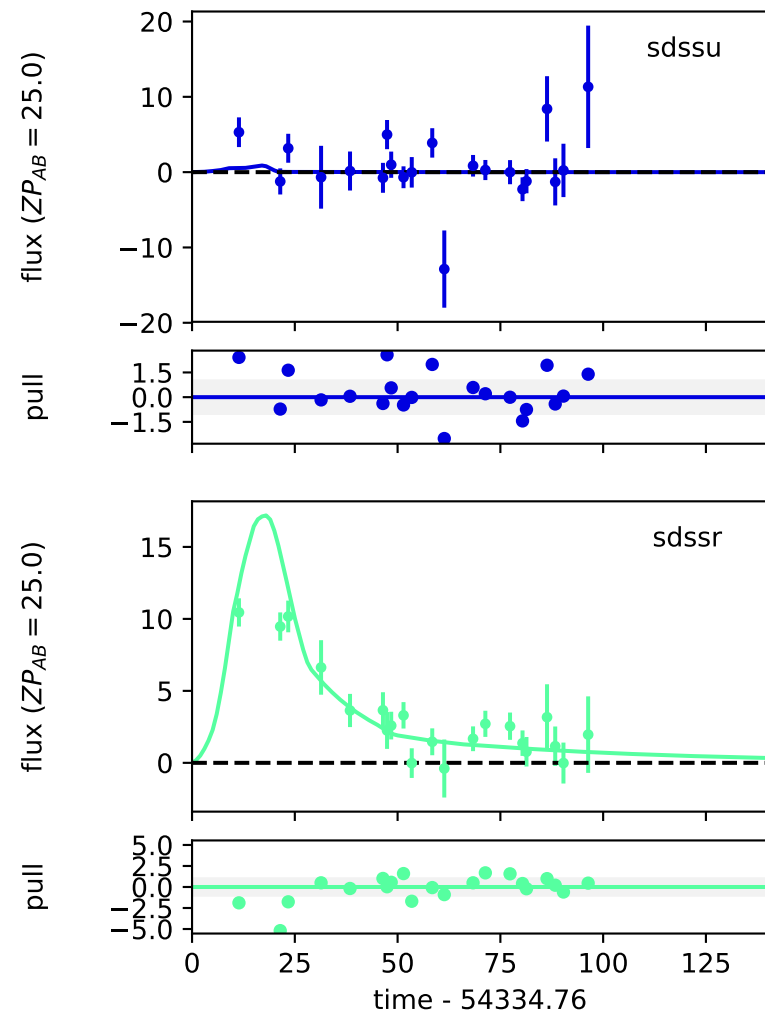 20
10
0
−10
−20
flux (ZP_AB = 25.0)
sdssu
1.5
0.0
−1.5
pull
15
10
5
0
flux (ZP_AB = 25.0)
sdssr
5.0
2.5
0.0
−2.5
−5.0
pull
0 25 50 75 100 125
time - 54334.76